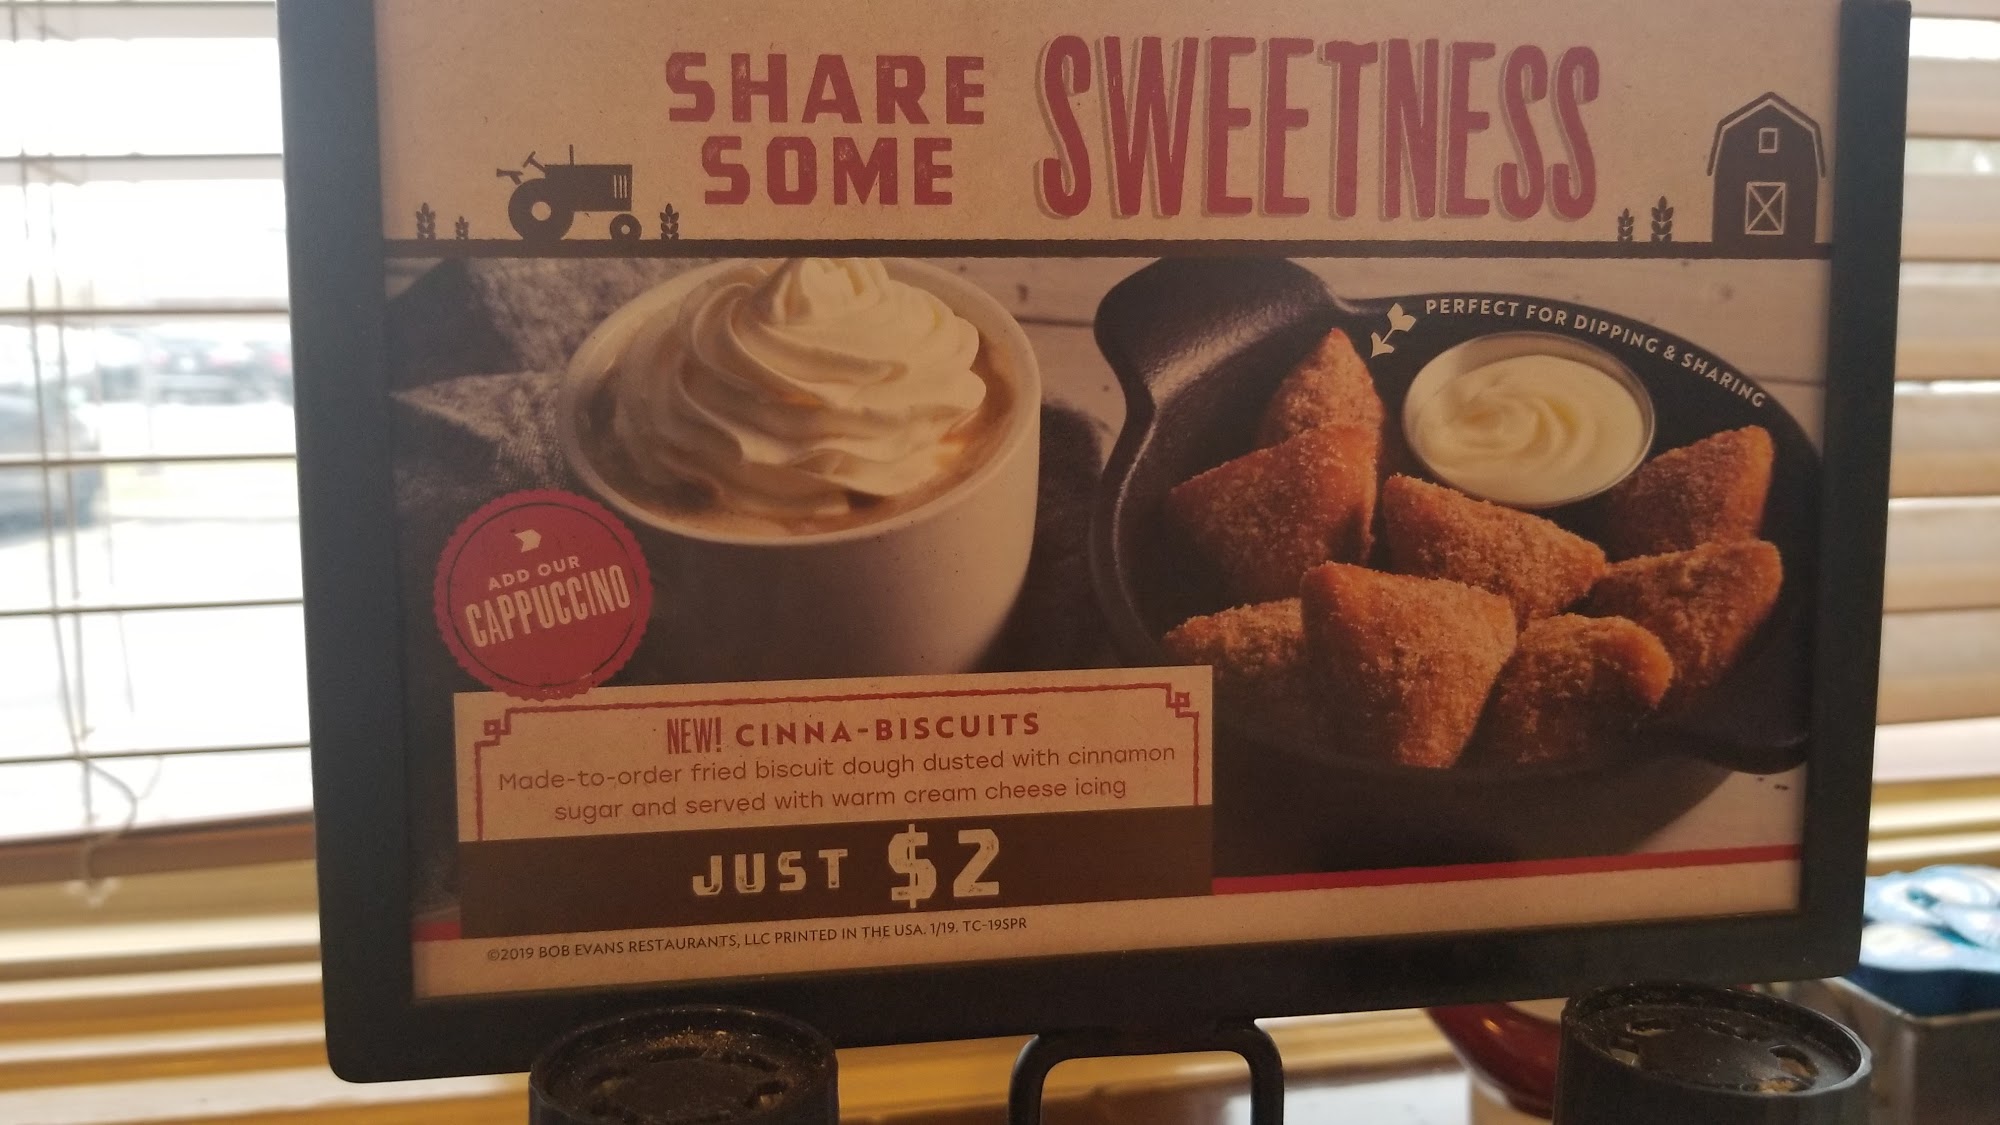 SHARE
SOME
SWEETNESS
PERFECT FOR DIPPING & SHARING
ADD OUR
CAPPUCCINO
NEW! CINNA-BISCUITS
Made-to-order fried biscuit dough dusted with cinnamon
sugar and served with warm cream cheese icing
JUST $2
©2019 BOB EVANS RESTAURANTS, LLC PRINTED IN THE USA. 1/19. TC-19SPR